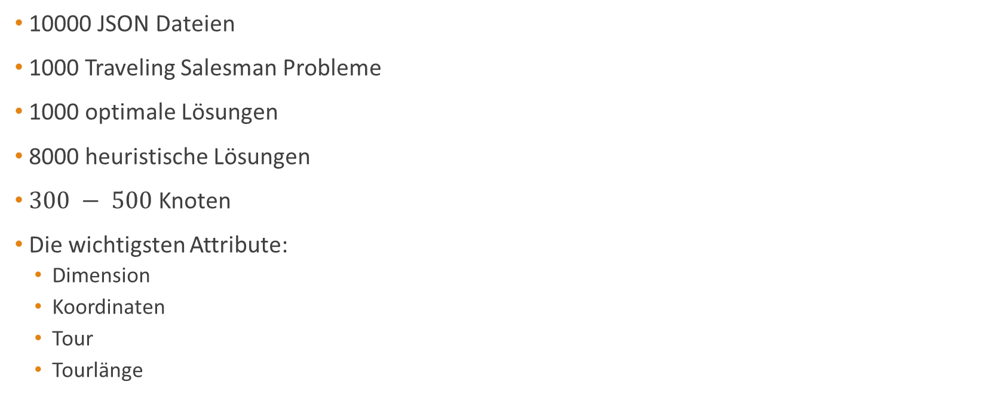 • 10000 JSON Dateien
• 1000 Traveling Salesman Probleme
• 1000 optimale Lösungen
• 8000 heuristische Lösungen
• 300 − 500 Knoten
• Die wichtigsten Attribute:
• Dimension
• Koordinaten
• Tour
• Tourlänge